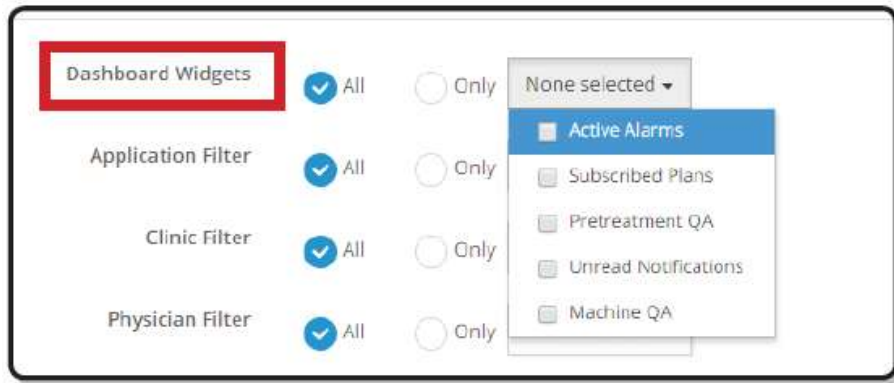 Dashboard Widgets All Only None selected
Active Alarms
Application Filter All Only Subscribed Plans
Pretreatment QA
Clinic Filter All Only
Unread Notifications
Physician Filter All Only Machine QA